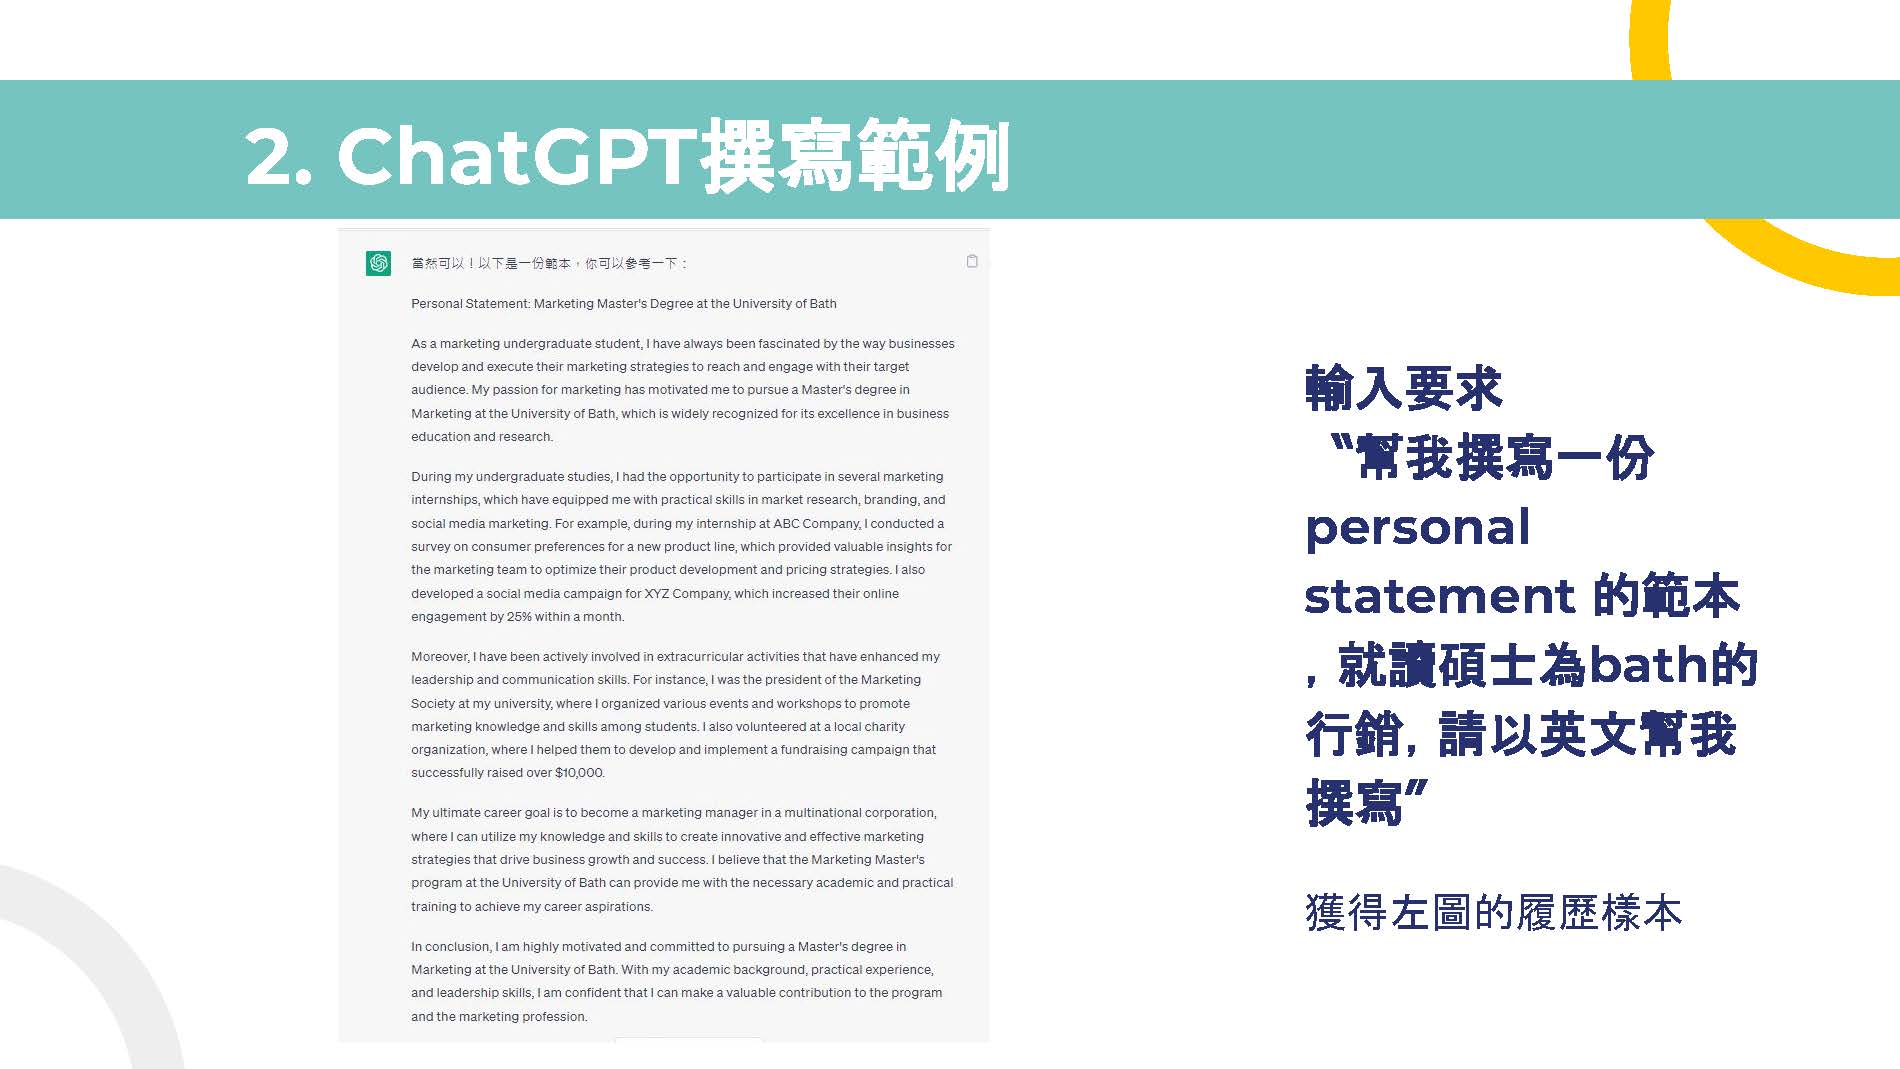 2. ChatGPT撰寫範例
當然可以！以下是一份範本，你可以參考一下：
Personal Statement: Marketing Master's Degree at the University of Bath
As a marketing undergraduate student, I have always been fascinated by the way businesses
develop and execute their marketing strategies to reach and engage with their target
audience. My passion for marketing has motivated me to pursue a Master's degree in
Marketing at the University of Bath, which is widely recognized for its excellence in business
education and research.
During my undergraduate studies, I had the opportunity to participate in several marketing
internships, which have equipped me with practical skills in market research, branding, and
social media marketing. For example, during my internship at ABC Company, I conducted a
survey on consumer preferences for a new product line, which provided valuable insights for
the marketing team to optimize their product development and pricing strategies. I also
developed a social media campaign for XYZ Company, which increased their online
engagement by 25% within a month.
Moreover, I have been actively involved in extracurricular activities that have enhanced my
leadership and communication skills. For instance, I was the president of the Marketing
Society at my university, where I organized various events and workshops to promote
marketing knowledge and skills among students. I also volunteered at a local charity
organization, where I helped them to develop and implement a fundraising campaign that
successfully raised over $10,000.
My ultimate career goal is to become a marketing manager in a multinational corporation,
where I can utilize my knowledge and skills to create innovative and effective marketing
strategies that drive business growth and success. I believe that the Marketing Master's
program at the University of Bath can provide me with the necessary academic and practical
training to achieve my career aspirations.
In conclusion, I am highly motivated and committed to pursuing a Master's degree in
Marketing at the University of Bath. With my academic background, practical experience,
and leadership skills, I am confident that I can make a valuable contribution to the program
and the marketing profession.
輸入要求
〝幫我撰寫一份
personal
statement 的範本
，就讀碩士為bath的
行銷，請以英文幫我
撰寫”
獲得左圖的履歷樣本